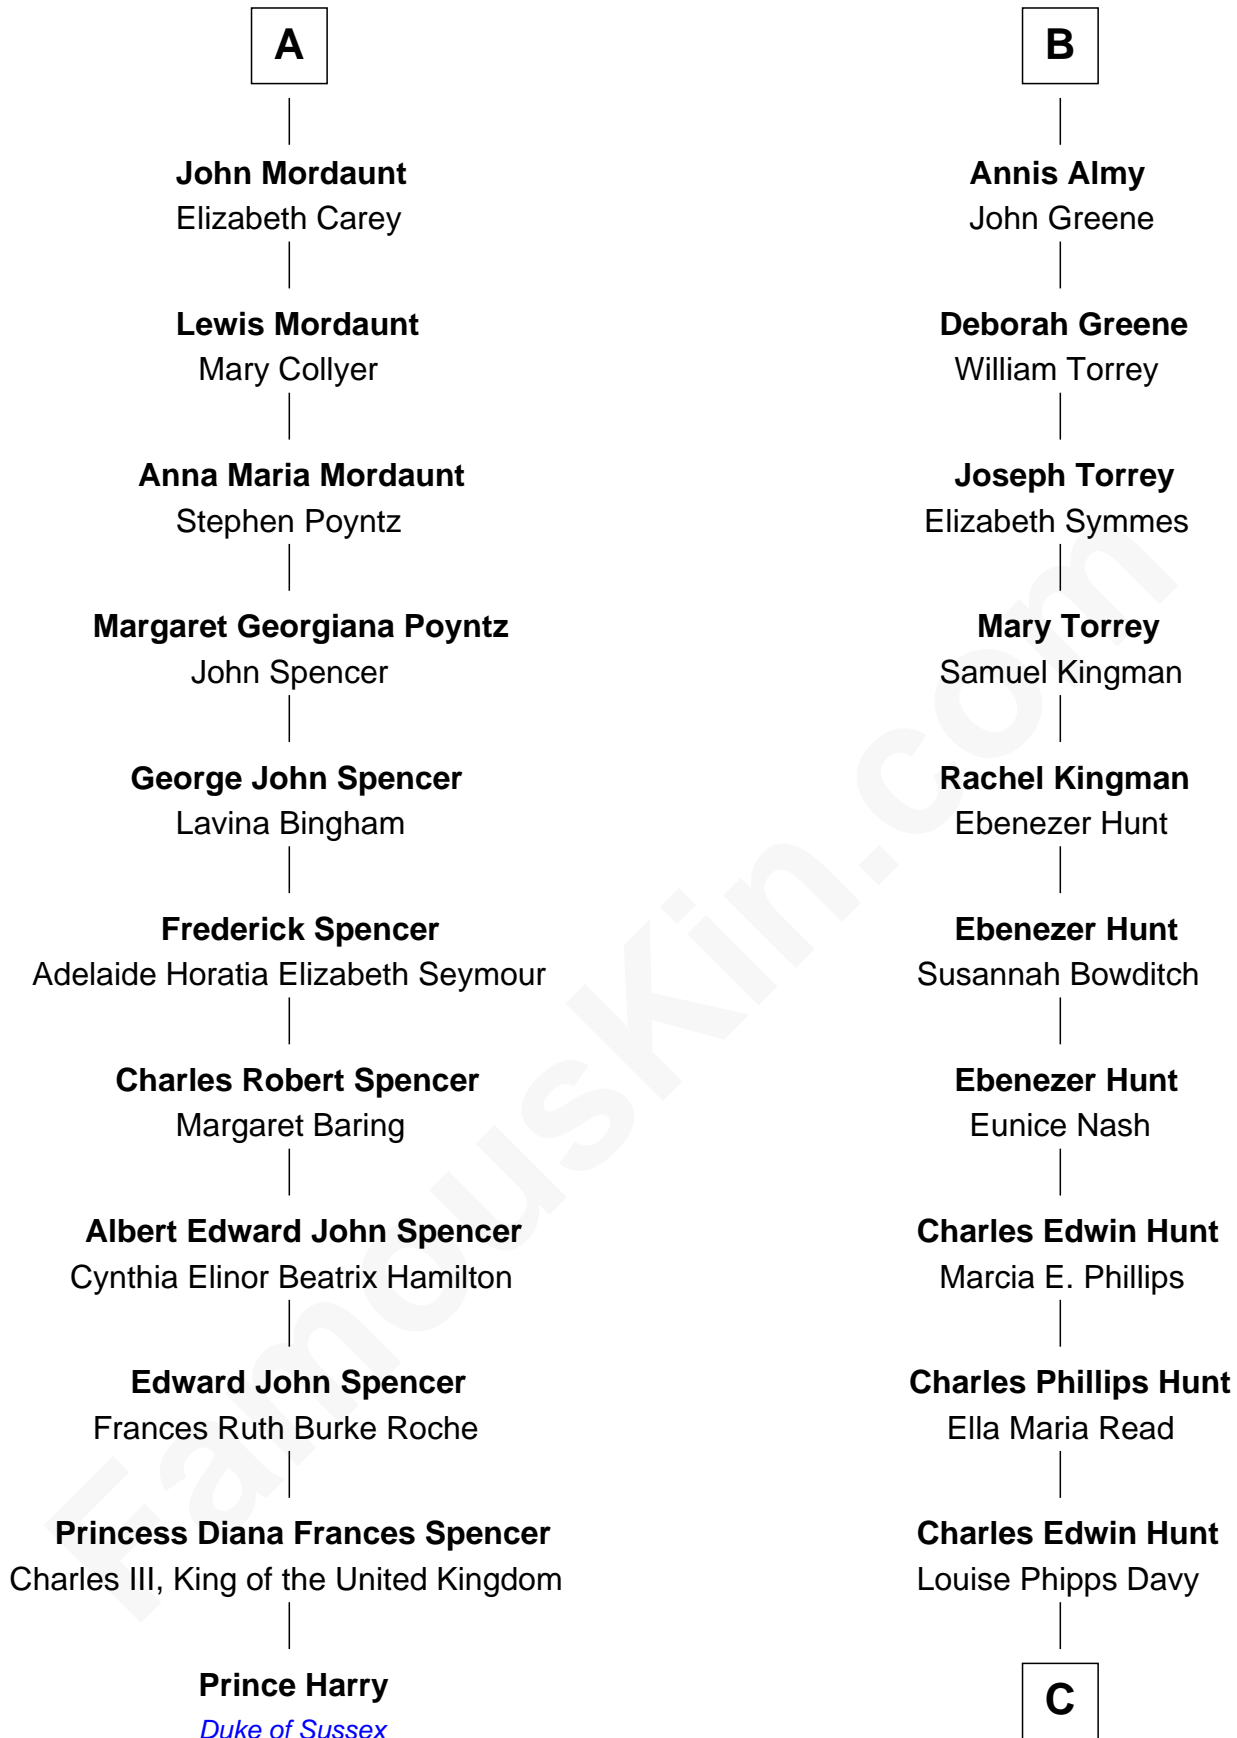 A
John Mordaunt
Elizabeth Carey
Lewis Mordaunt
Mary Collyer
Anna Maria Mordaunt
Stephen Poyntz
Margaret Georgiana Poyntz
John Spencer
George John Spencer
Lavina Bingham
Frederick Spencer
Adelaide Horatia Elizabeth Seymour
Charles Robert Spencer
Margaret Baring
Albert Edward John Spencer
Cynthia Elinor Beatrix Hamilton
Edward John Spencer
Frances Ruth Burke Roche
Princess Diana Frances Spencer
Charles III, King of the United Kingdom
Prince Harry
Duke of Sussex
B
Annis Almy
John Greene
Deborah Greene
William Torrey
Joseph Torrey
Elizabeth Symmes
Mary Torrey
Samuel Kingman
Rachel Kingman
Ebenezer Hunt
Ebenezer Hunt
Susannah Bowditch
Ebenezer Hunt
Eunice Nash
Charles Edwin Hunt
Marcia E. Phillips
Charles Phillips Hunt
Ella Maria Read
Charles Edwin Hunt
Louise Phipps Davy
C
FamousKin.com